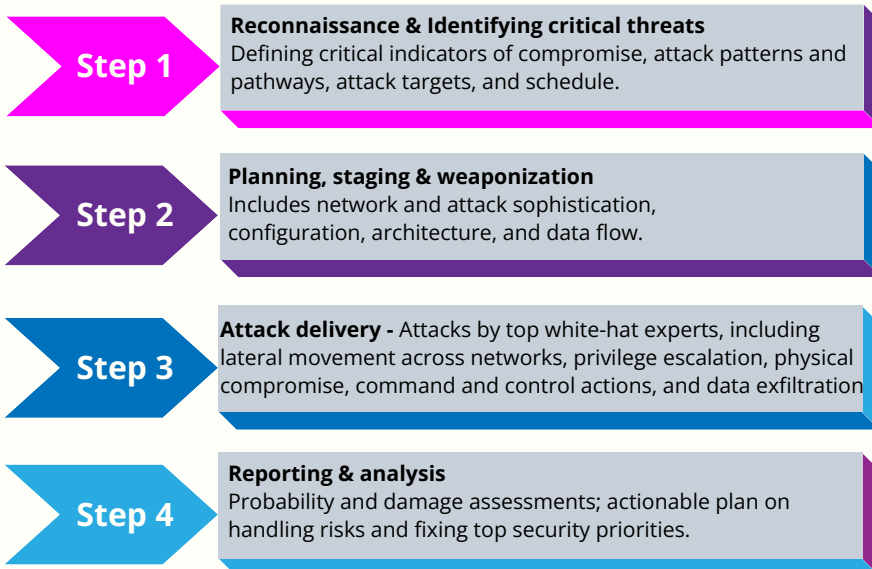 Step 1
Reconnaissance & Identifying critical threats
Defining critical indicators of compromise, attack patterns and
pathways, attack targets, and schedule.
Step 2
Planning, staging & weaponization
Includes network and attack sophistication,
configuration, architecture, and data flow.
Step 3
Attack delivery - Attacks by top white-hat experts, including
lateral movement across networks, privilege escalation, physical
compromise, command and control actions, and data exfiltration
Step 4
Reporting & analysis
Probability and damage assessments; actionable plan on
handling risks and fixing top security priorities.